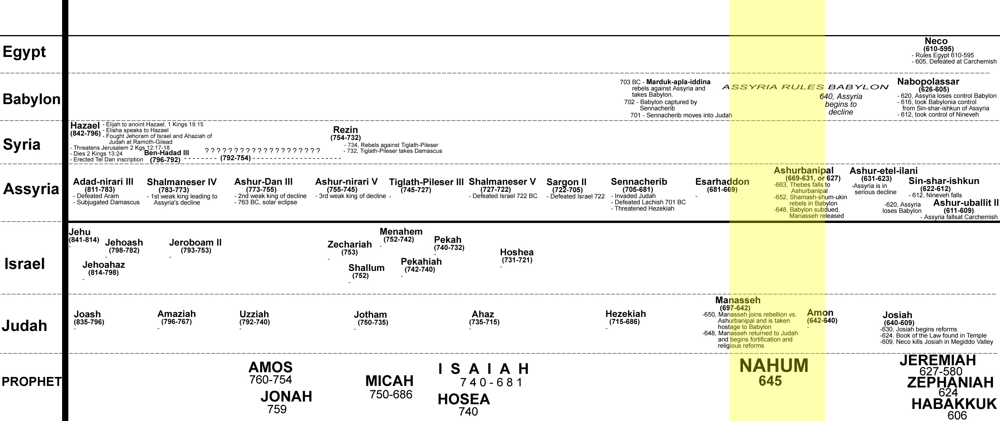 Egypt
Neco
(610-595)
- Rules Egypt 610-595
- 605, Defeated at Carchemish
Babylon
703 BC - Marduk-apla-iddina
rebels against Assyria and
takes Babylon.
702 - Babylon captured by
Sennacherib
701 - Sennacherib moves into Judah
ASSYRIA RULES BABYLON
640, Assyria
begins to
decline
Nabopolassar
(626-605)
- 620, Assyria loses control Babylon
- 616, took Babylonia control
from Sin-shar-ishkun of Assyria
- 612, took control of Nineveh
Syria
Hazael
(842-796)
- Elijah to anoint Hazael, 1 Kings 19:15
- Elisha speaks to Hazael
- Fought Jehoram of Israel and Ahaziah of
Judah at Ramoth-Gilead
- Threatens Jerusalem 2 Kgs 12:17-18
- Dies 2 Kings 13:24
- Erected Tel Dan inscription
Ben-Hadad III
(796-792)
? ? ? ? ? ? ? ? ? ? ? ? ? ? ? ? ? ? ? ?
- - - - - - - - (792-754) - - - - - - - - - - - - - - - - - - - - -
Rezin
(754-732)
- 734, Rebels against Tiglath-Pileser
- 732, Tiglath-Pileser takes Damascus
Assyria
Adad-nirari III
(811-783)
- Defeated Aram
- Subjugated Damascus
Shalmaneser IV
(783-773)
- 1st weak king leading to
Assyria's decline
Ashur-Dan III
(773-755)
- 2nd weak king of decline
- 763 BC, solar eclipse
Ashur-nirari V
(755-745)
- 3rd weak king of decline
Tiglath-Pileser III
(745-727)
-
Shalmaneser V
(727-722)
- Defeated Israel 722 BC
Sargon II
(722-705)
- Defeated Israel 722
Sennacherib
(705-681)
- Invaded Judah
- Defeated Lachish 701 BC
- Threatened Hezekiah
Esarhaddon
(681-669)
-
Ashurbanipal
(669-631, or 627)
-663, Thebes falls to
Ashurbanipal
-652, Shamash-shum-ukin
rebels in Babylon
-648, Babylon subdued,
Manasseh released
Ashur-etel-ilani
(631-623)
-Assyria is in
serious decline
Sin-shar-ishkun
(622-612)
- 612, Nineveh falls
-620, Assyria
loses Babylon
Ashur-uballit II
(611-609)
- Assyria fallsat Carchemish
Israel
Jehu
(841-814)
-
Jehoash
(798-782)
-
Jehoahaz
(814-798)
-
Jeroboam II
(793-753)
-
Zechariah
(753)
-
Shallum
(752)
-
Menahem
(752-742)
-
Pekahiah
(742-740)
-
Pekah
(740-732)
-
Hoshea
(731-721)
-
Judah
Joash
(835-796)
-
Amaziah
(796-767)
-
Uzziah
(792-740)
-
Jotham
(750-735)
-
Ahaz
(735-715)
-
Hezekiah
(715-686)
-
Manasseh
(697-642)
-650, Manasseh joins rebellion vs.
Ashurbanipal and is taken
hostage to Babylon
-648, Manasseh returned to Judah
and begins fortification and
religious reforms
Amon
(642-640)
-
Josiah
(640-609)
-630, Josiah begins reforms
-624, Book of the Law found in Temple
-609, Neco kills Josiah in Megiddo Valley
PROPHET
AMOS
760-754
JONAH
759
MICAH
750-686
I S A I A H
7 4 0 - 6 8 1
HOSEA
740
NAHUM
645
JEREMIAH
627-580
ZEPHANIAH
624
HABAKKUK
606